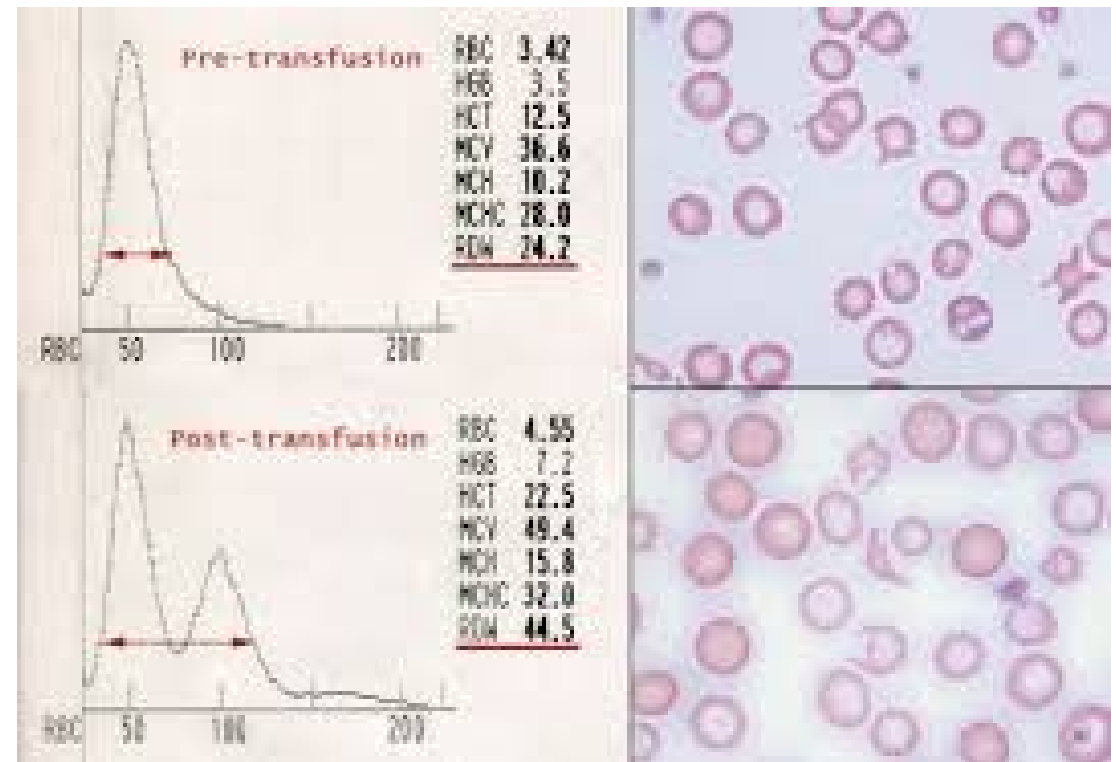 Pre-transfusion
RBC 3.42
HGB 3.5
HCT 12.5
MCV 36.6
MCH 10.2
MCHC 28.0
RDW 24.2
RBC 50 100 200
Post-transfusion
RBC 4.55
HGB 7.2
HCT 22.5
MCV 49.4
MCH 15.8
MCHC 32.0
RDW 44.5
RBC 50 100 200